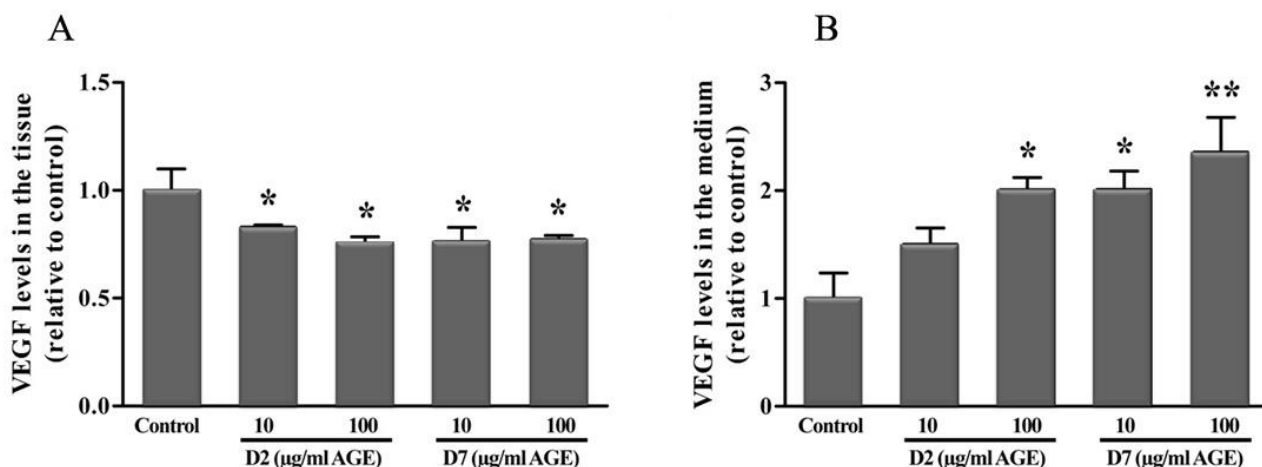 A
VEGF levels in the tissue
(relative to control)
1.5
1.0
0.5
0.0
*
*
*
*
Control
10
100
10
100
D2 (µg/ml AGE)
D7 (µg/ml AGE)
B
VEGF levels in the medium
(relative to control)
3
2
1
0
*
*
**
Control
10
100
10
100
D2 (µg/ml AGE)
D7 (µg/ml AGE)